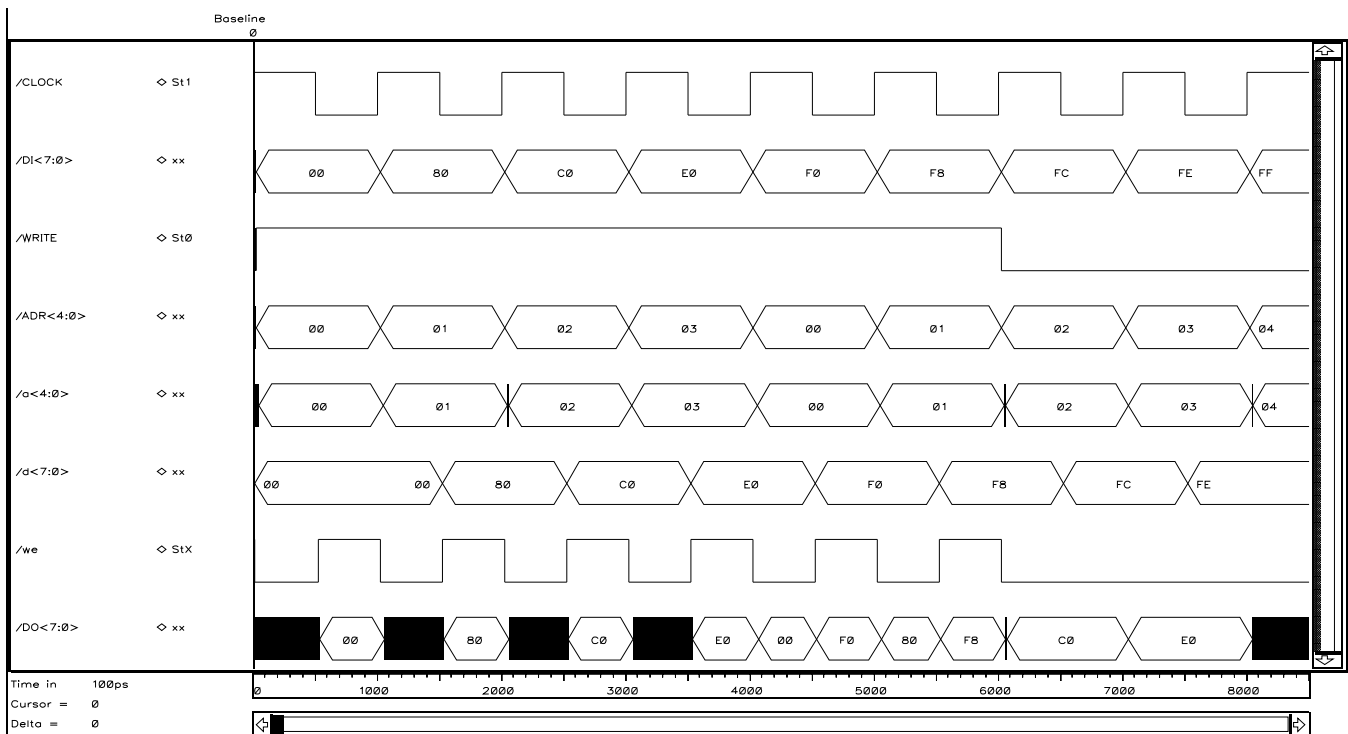 Baseline
0
/CLOCK St1
/DI<7:0> xx 00 80 C0 E0 F0 F8 FC FE FF
/WRITE St0
/ADR<4:0> xx 00 01 02 03 00 01 02 03 04
/a<4:0> xx 00 01 02 03 00 01 02 03 04
/d<7:0> xx 00 00 80 C0 E0 F0 F8 FC FE
/we StX
/DO<7:0> xx 00 80 C0 E0 00 F0 80 F8 C0 E0
Time in 100ps 0 1000 2000 3000 4000 5000 6000 7000 8000
Cursor = 0
Delta = 0